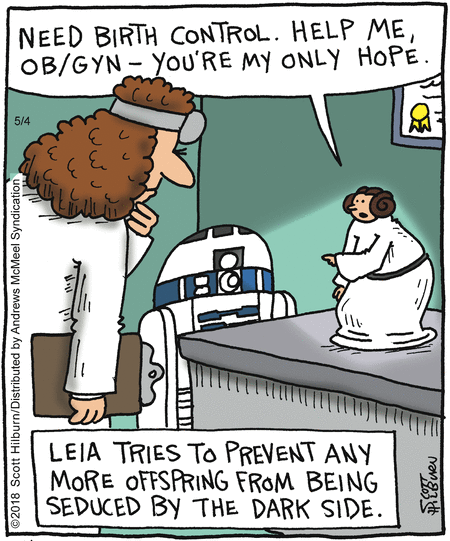 NEED BIRTH CONTROL. HELP ME,
OB/GYN – YOU'RE MY ONLY HOPE.
5/4
©2018 Scott Hilburn/Distributed by Andrews McMeel Syndication
LEIA TRIES TO PREVENT ANY
MORE OFFSPRING FROM BEING
SEDUCED BY THE DARK SIDE.
SCOTT
HILBURN